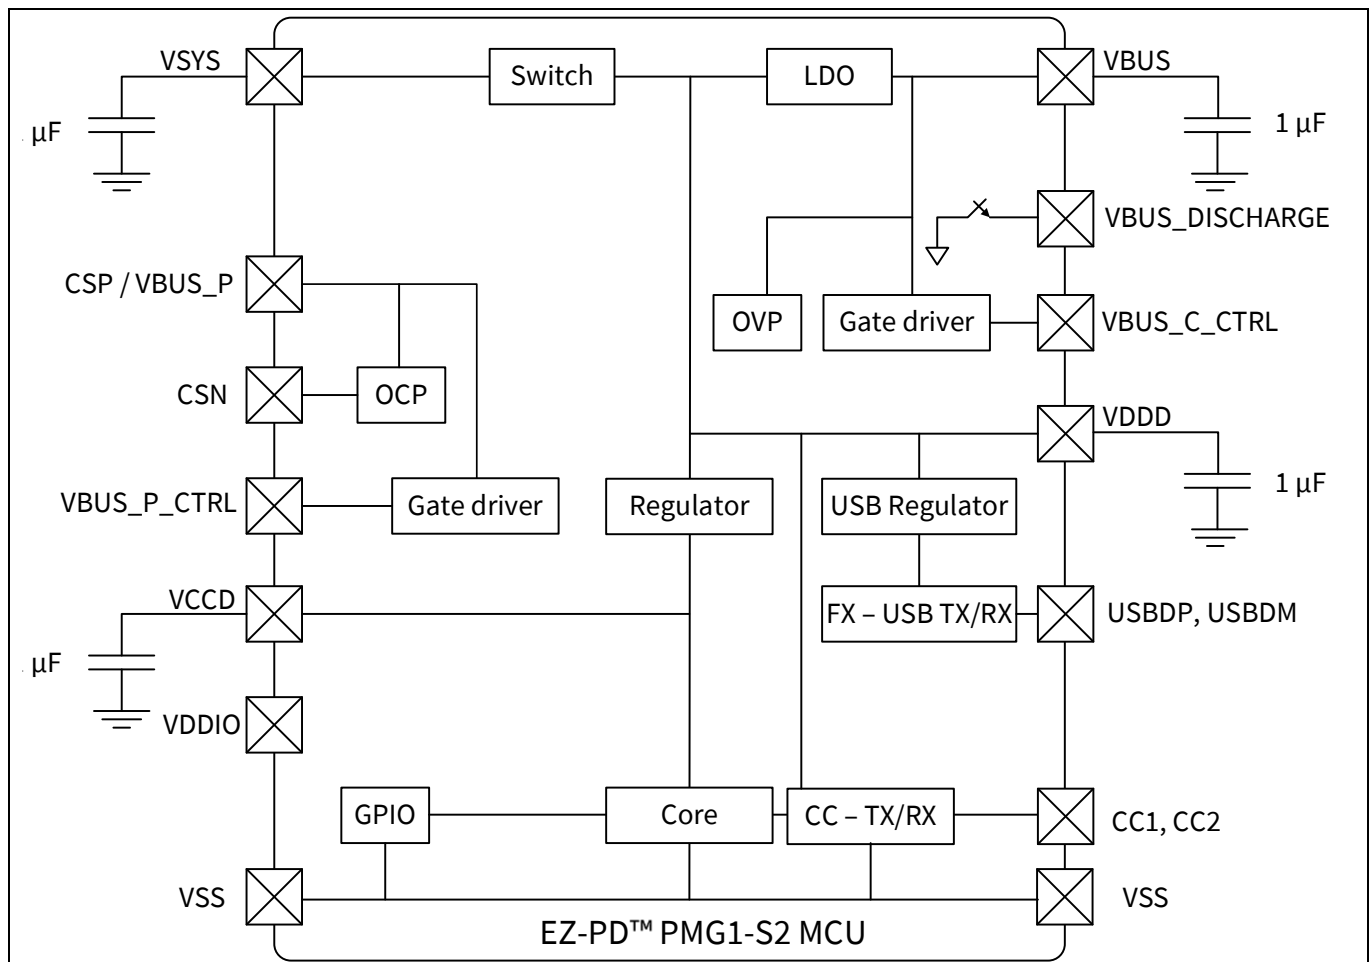 VSYS
Switch
LDO
VBUS
µF
1 µF
VBUS_DISCHARGE
CSP / VBUS_P
OVP
Gate driver
VBUS_C_CTRL
CSN
OCP
VDDD
VBUS_P_CTRL
Gate driver
Regulator
USB Regulator
1 µF
VCCD
FX – USB TX/RX
USBDP, USBDM
µF
VDDIO
GPIO
Core
CC – TX/RX
CC1, CC2
VSS
VSS
EZ-PD™ PMG1-S2 MCU